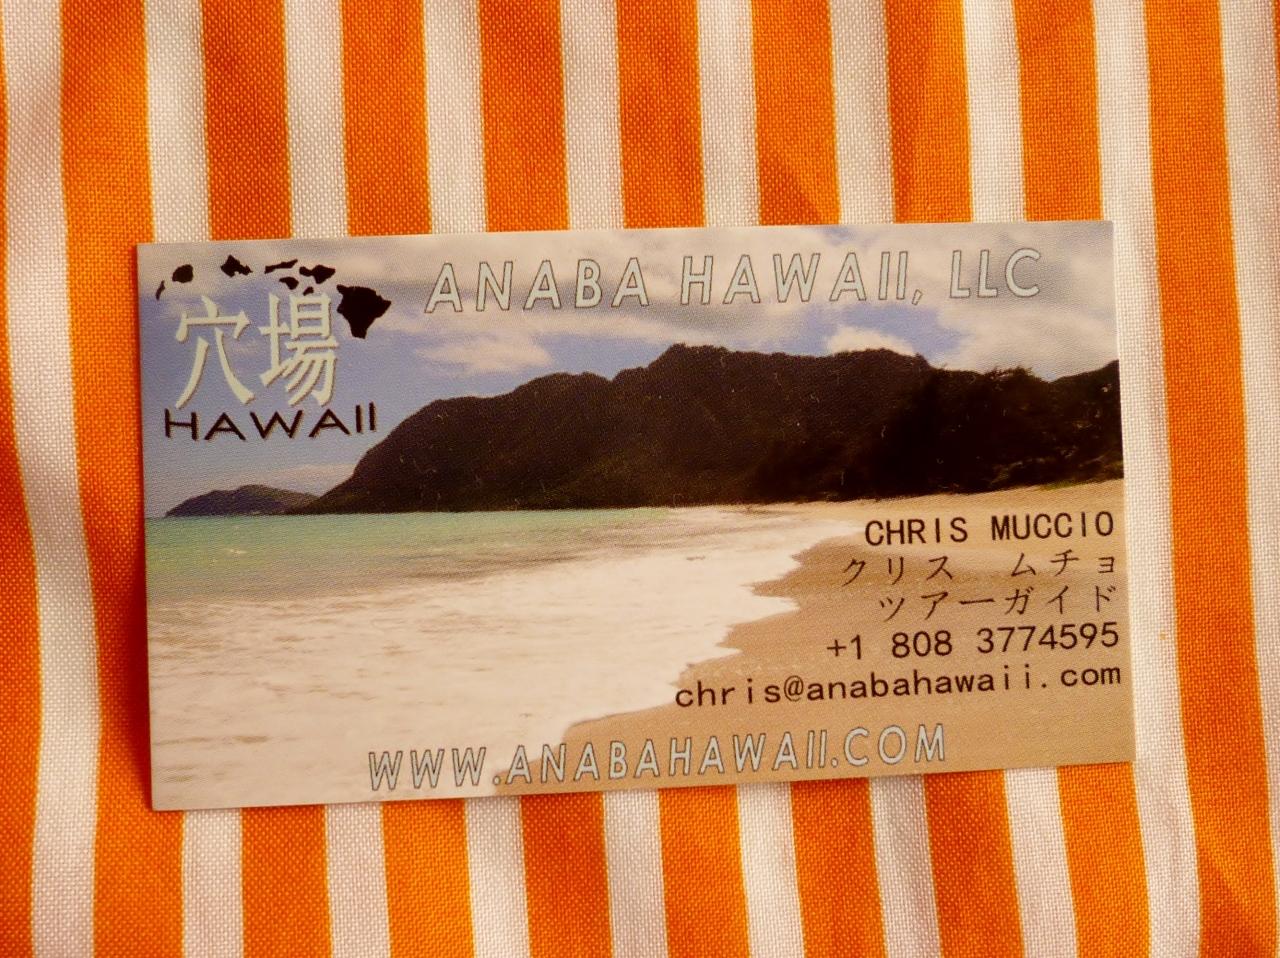 ANABA HAWAII, LLC
穴場
HAWAII
CHRIS MUCCIO
クリス　ムチョ
ツアーガイド
+1 808 3774595
chris@anabahawaii.com
WWW.ANABAHAWAII.COM